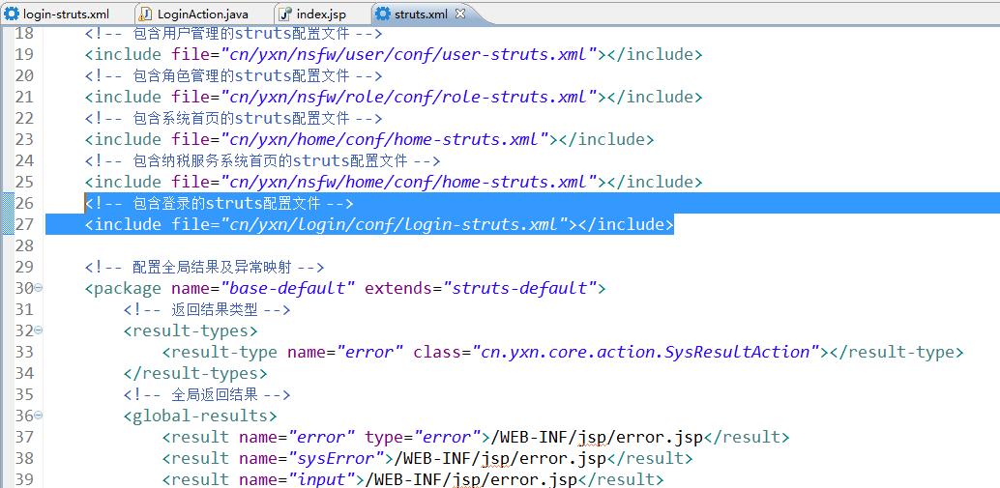 login-struts.xml LoginAction.java index.jsp struts.xml
18 <!-- 包含用户管理的struts配置文件 -->
19 <include file="cn/yxn/nsfw/user/conf/user-struts.xml"></include>
20 <!-- 包含角色管理的struts配置文件 -->
21 <include file="cn/yxn/nsfw/role/conf/role-struts.xml"></include>
22 <!-- 包含系统首页的struts配置文件 -->
23 <include file="cn/yxn/home/conf/home-struts.xml"></include>
24 <!-- 包含纳税服务系统首页的struts配置文件 -->
25 <include file="cn/yxn/nsfw/home/conf/home-struts.xml"></include>
26 <!-- 包含登录的struts配置文件 -->
27 <include file="cn/yxn/login/conf/login-struts.xml"></include>
28
29 <!-- 配置全局结果及异常映射 -->
30 <package name="base-default" extends="struts-default">
31 <!-- 返回结果类型 -->
32 <result-types>
33 <result-type name="error" class="cn.yxn.core.action.SysResultAction"></result-type>
34 </result-types>
35 <!-- 全局返回结果 -->
36 <global-results>
37 <result name="error" type="error">/WEB-INF/jsp/error.jsp</result>
38 <result name="sysError">/WEB-INF/jsp/error.jsp</result>
39 <result name="input">/WEB-INF/jsp/error.jsp</result>